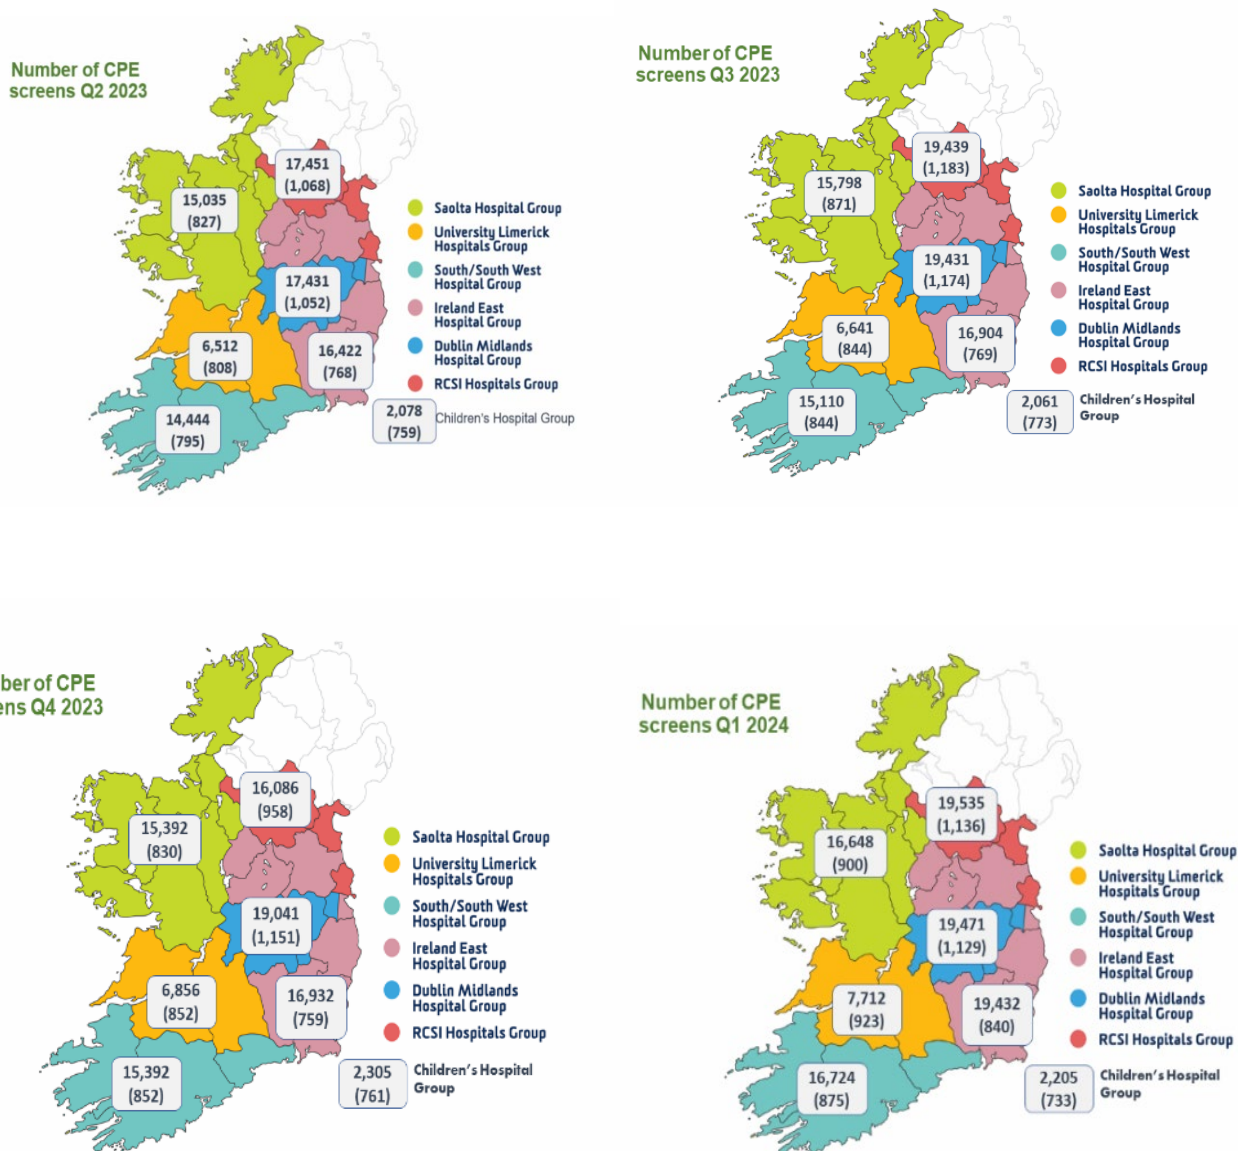 Number of CPE
screens Q2 2023
17,451
(1,068)
15,035
(827)
17,431
(1,052)
6,512
(808)
16,422
(768)
14,444
(795)
2,078
(759)
Saolta Hospital Group
University Limerick
Hospitals Group
South/South West
Hospital Group
Ireland East
Hospital Group
Dublin Midlands
Hospital Group
RCSI Hospitals Group
Children's Hospital Group
Number of CPE
screens Q3 2023
19,439
(1,183)
15,798
(871)
19,431
(1,174)
6,641
(844)
16,904
(769)
15,110
(844)
2,061
(773)
Saolta Hospital Group
University Limerick
Hospitals Group
South/South West
Hospital Group
Ireland East
Hospital Group
Dublin Midlands
Hospital Group
RCSI Hospitals Group
Children's Hospital
Group
ber of CPE
ens Q4 2023
16,086
(958)
15,392
(830)
19,041
(1,151)
6,856
(852)
16,932
(759)
15,392
(852)
2,305
(761)
Saolta Hospital Group
University Limerick
Hospitals Group
South/South West
Hospital Group
Ireland East
Hospital Group
Dublin Midlands
Hospital Group
RCSI Hospitals Group
Children's Hospital
Group
Number of CPE
screens Q1 2024
19,535
(1,136)
16,648
(900)
19,471
(1,129)
7,712
(923)
19,432
(840)
16,724
(875)
2,205
(733)
Saolta Hospital Group
University Limerick
Hospitals Group
South/South West
Hospital Group
Ireland East
Hospital Group
Dublin Midlands
Hospital Group
RCSI Hospitals Group
Children's Hospital
Group